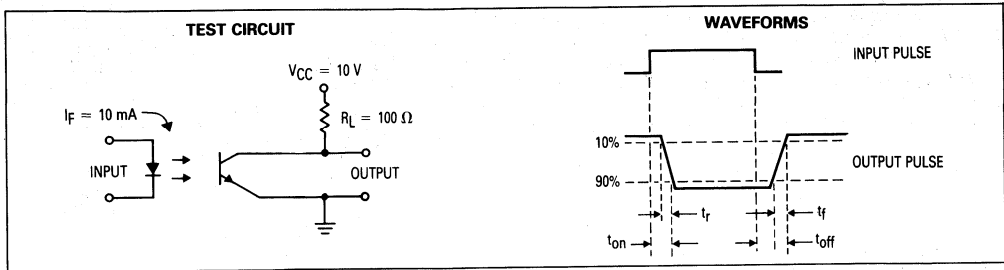 TEST CIRCUIT
VCC = 10 V
IF = 10 mA
RL = 100 Ω
INPUT
OUTPUT
WAVEFORMS
INPUT PULSE
10%
OUTPUT PULSE
90%
tr
tf
ton
toff